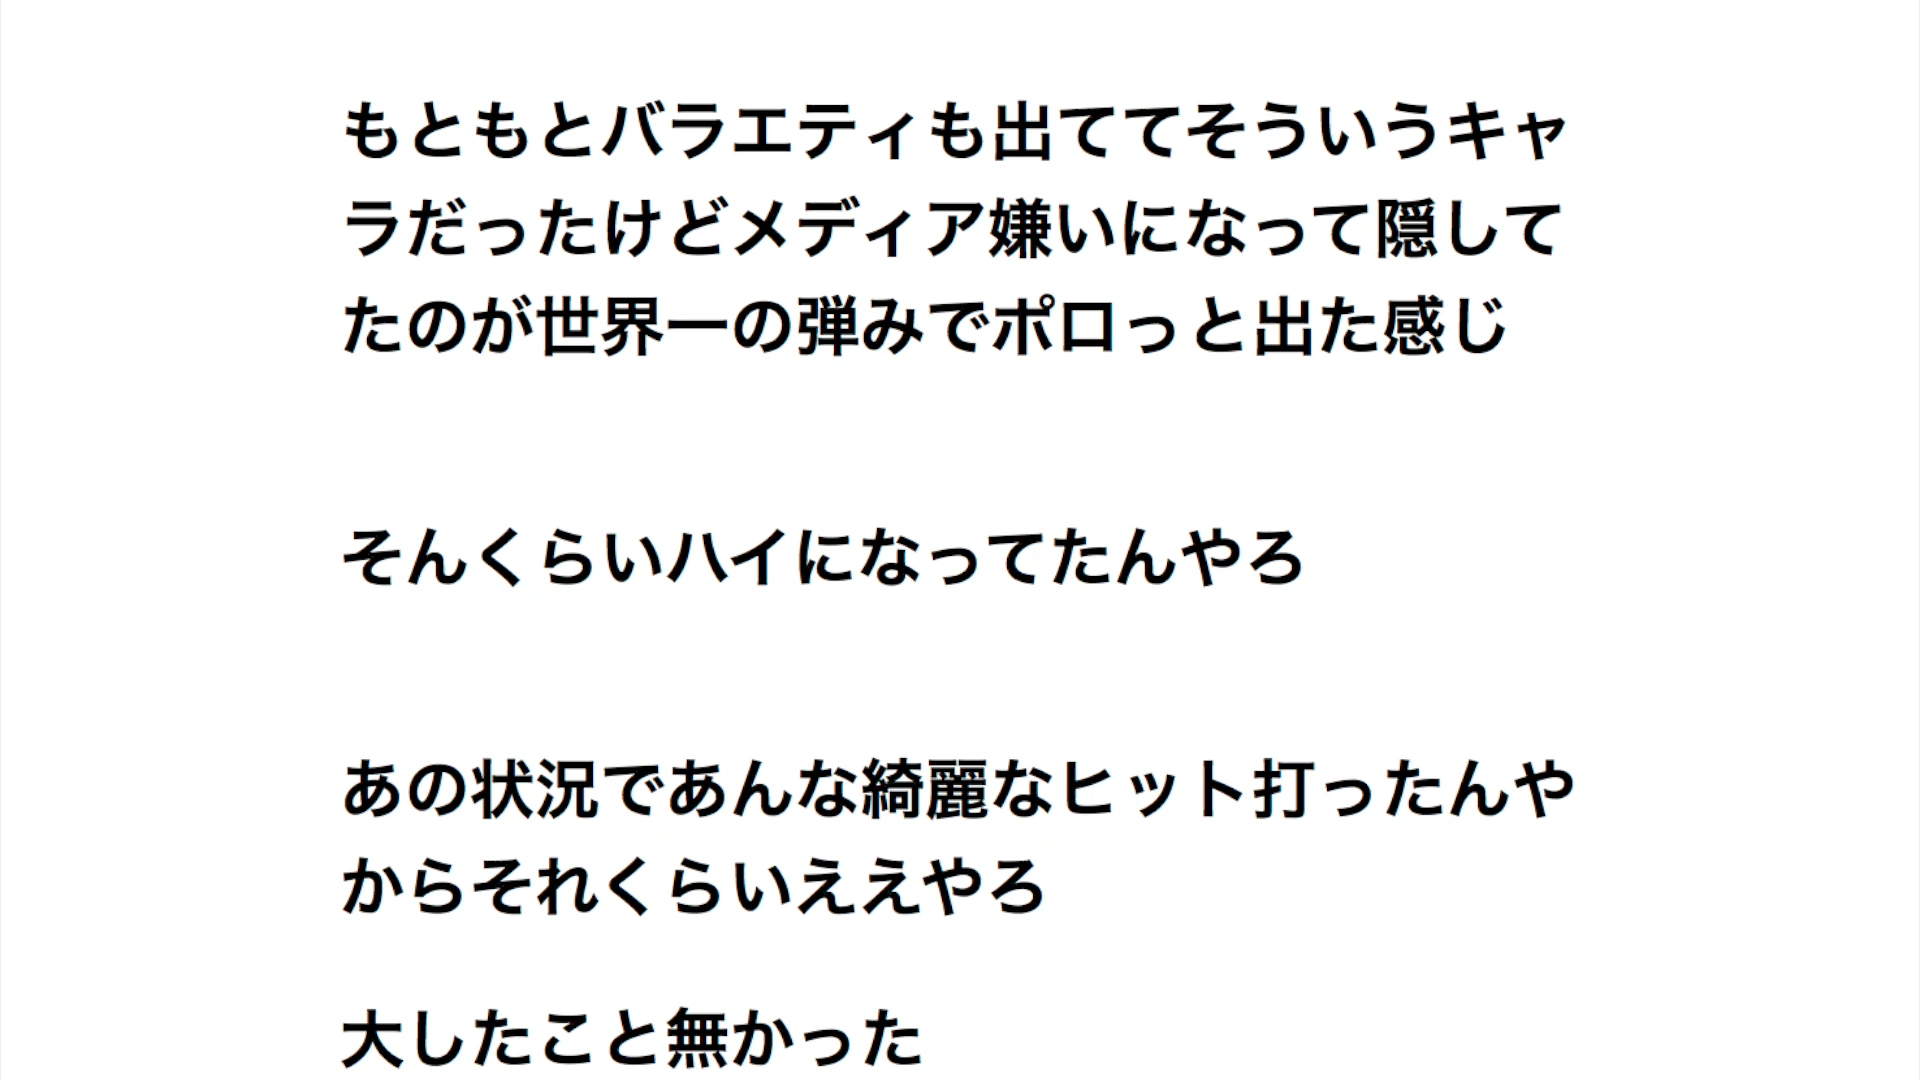 もともとバラエティも出ててそういうキャ
ラだったけどメディア嫌いになって隠して
たのが世界一の弾みでポロっと出た感じ
そんくらいハイになってたんやろ
あの状況であんな綺麗なヒット打ったんや
からそれくらいええやろ
大したこと無かった